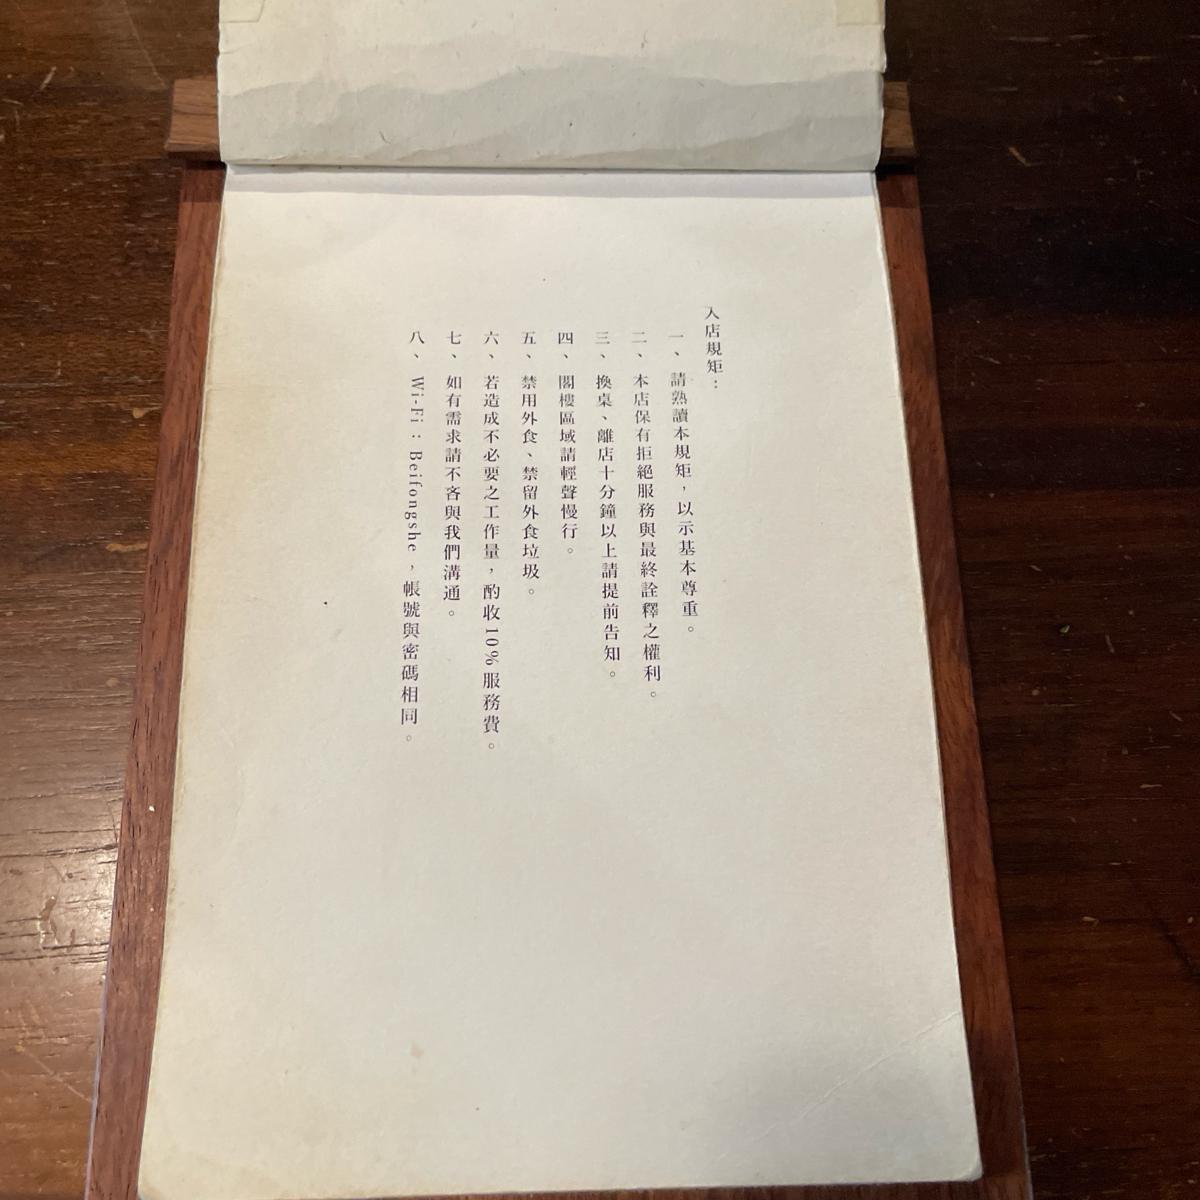 入店規矩：
一、請熟讀本規矩，以示基本尊重。
二、本店保有拒絕服務與最終詮釋之權利。
三、換桌、離店十分鐘以上請提前告知。
四、閣樓區域請輕聲慢行。
五、禁用外食、禁留外食垃圾。
六、若造成不必要之工作量，酌收10%服務費。
七、如有需求請不吝與我們溝通。
八、Wi-Fi：Beifongshe，帳號與密碼相同。